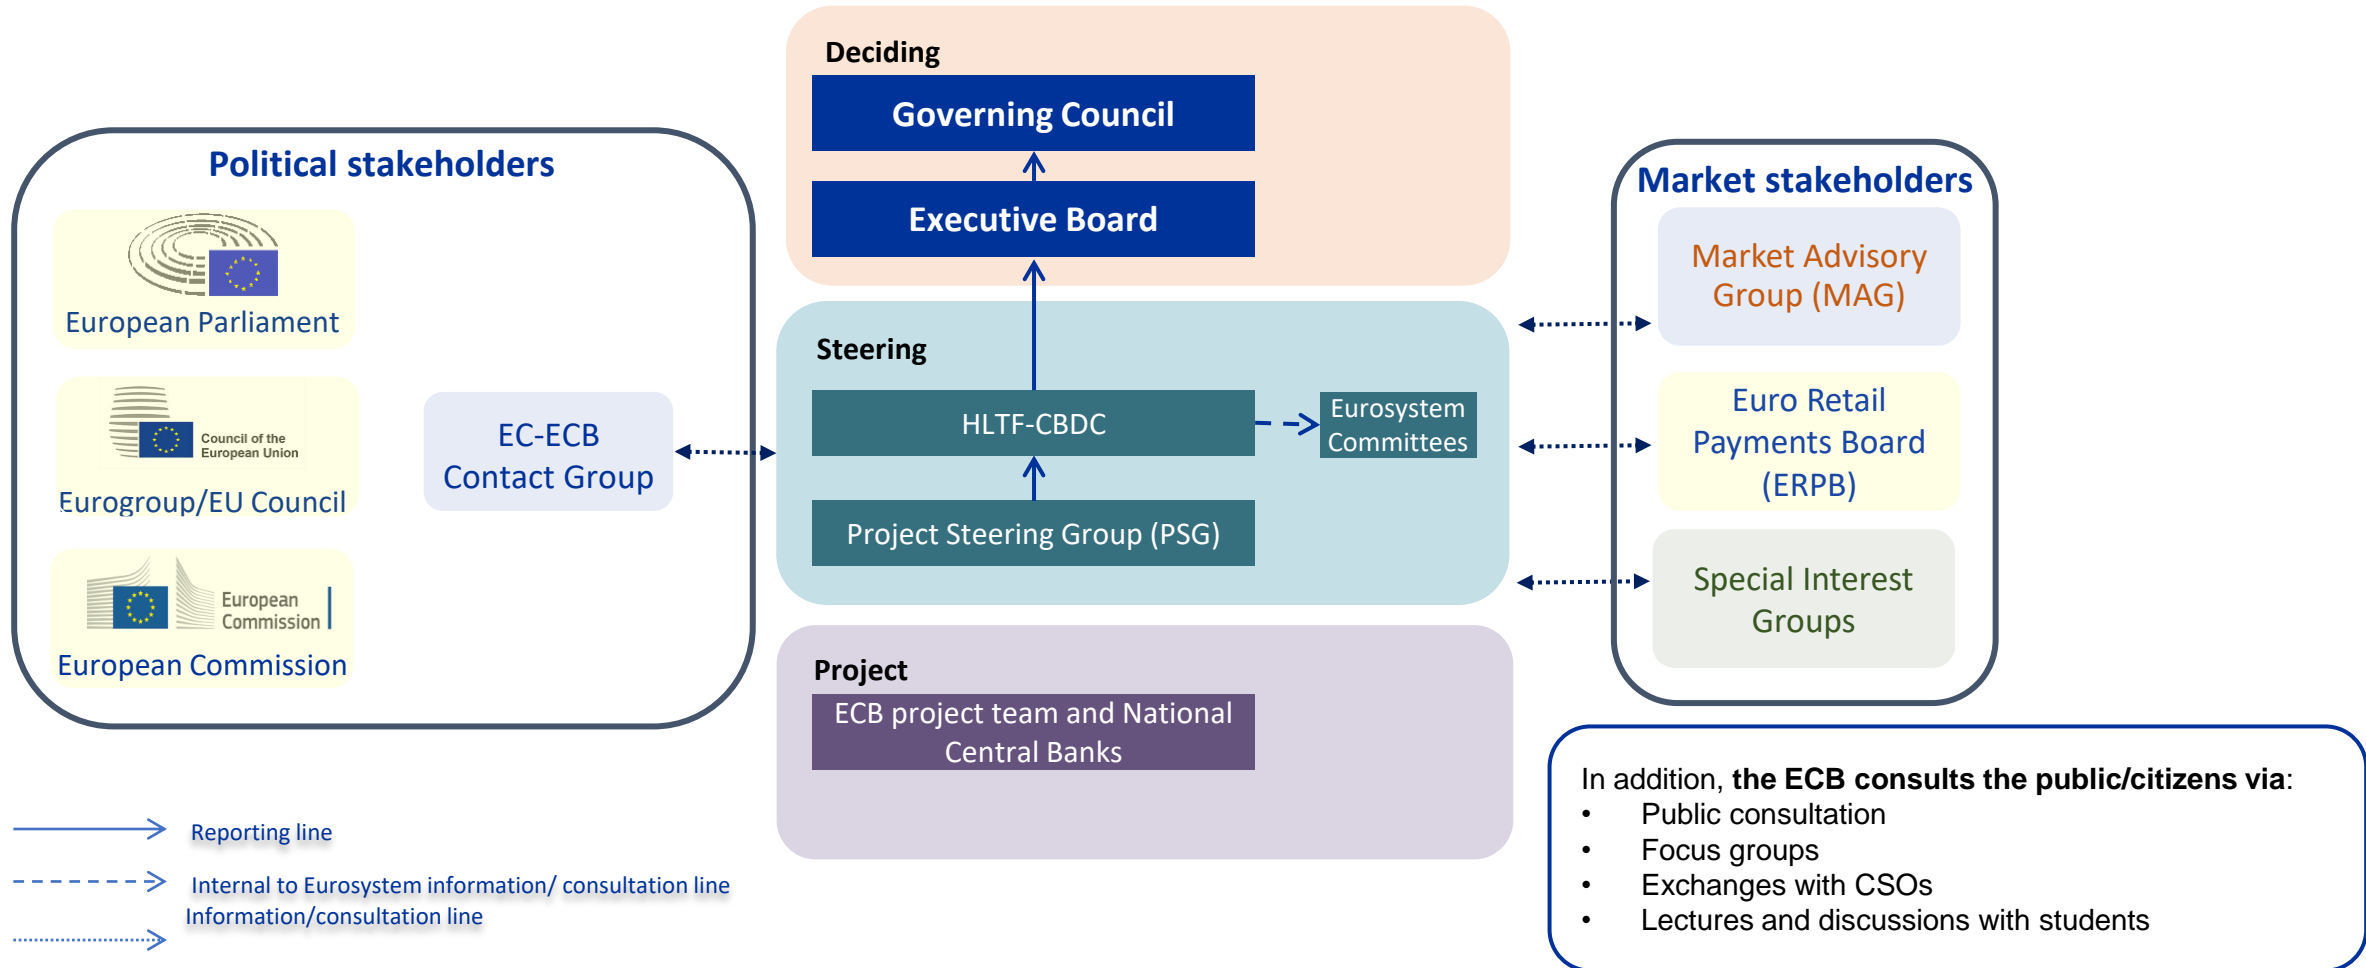 Deciding
Governing Council
Executive Board
Political stakeholders
European Parliament
Council of the
European Union
Eurogroup/EU Council
European
Commission
European Commission
EC-ECB
Contact Group
Steering
HLTF-CBDC
Eurosystem
Committees
Project Steering Group (PSG)
Project
ECB project team and National
Central Banks
Market stakeholders
Market Advisory
Group (MAG)
Euro Retail
Payments Board
(ERPB)
Special Interest
Groups
Reporting line
Internal to Eurosystem information/ consultation line
Information/consultation line
In addition, the ECB consults the public/citizens via:
• Public consultation
• Focus groups
• Exchanges with CSOs
• Lectures and discussions with students